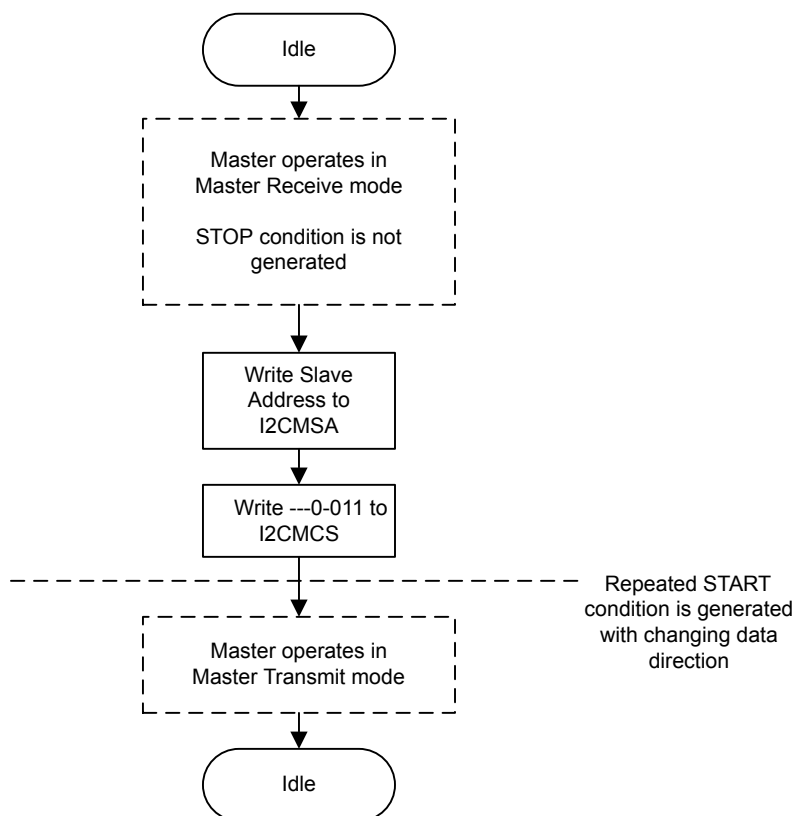 Idle
Master operates in
Master Receive mode
STOP condition is not
generated
Write Slave
Address to
I2CMSA
Write ---0-011 to
I2CMCS
Repeated START
condition is generated
with changing data
direction
Master operates in
Master Transmit mode
Idle